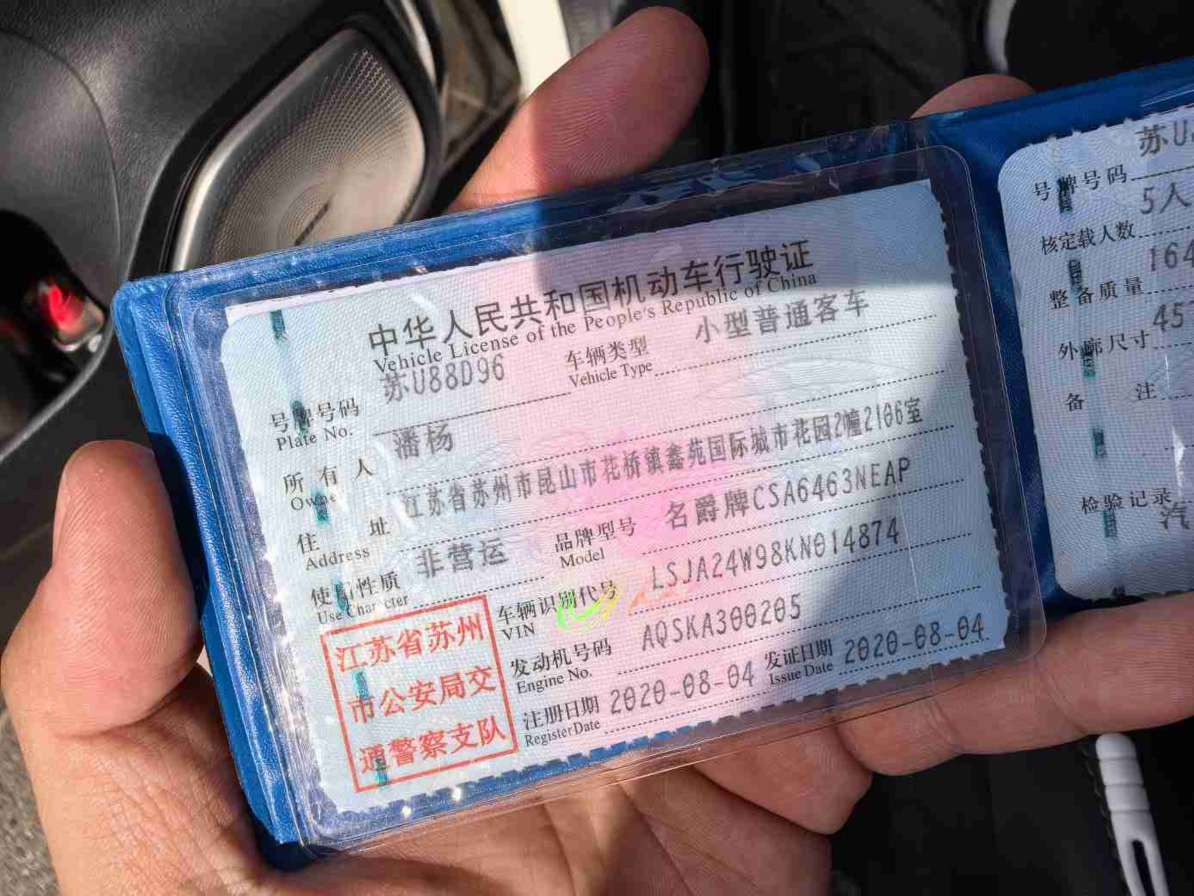 中华人民共和国机动车行驶证
Vehicle License of the People's Republic of China
号牌号码 苏U88D96 车辆类型 小型普通客车
Plate No. Vehicle Type
所有人 潘杨
Owner
住址 江苏省苏州市昆山市花桥镇鑫苑国际城市花园2幢2106室
Address
使用性质 非营运 品牌型号 名爵牌CSA6463NEAP
Use Character Model
车辆识别代号 LSJA24W98KN014874
VIN
发动机号码 AQSKA300205
Engine No.
注册日期 2020-08-04 发证日期 2020-08-04
Register Date Issue Date
江苏省苏州
市公安局交
通警察支队
号牌号码 苏U
核定载人数 5人
整备质量 164
外廓尺寸 45
备注
检验记录
汽